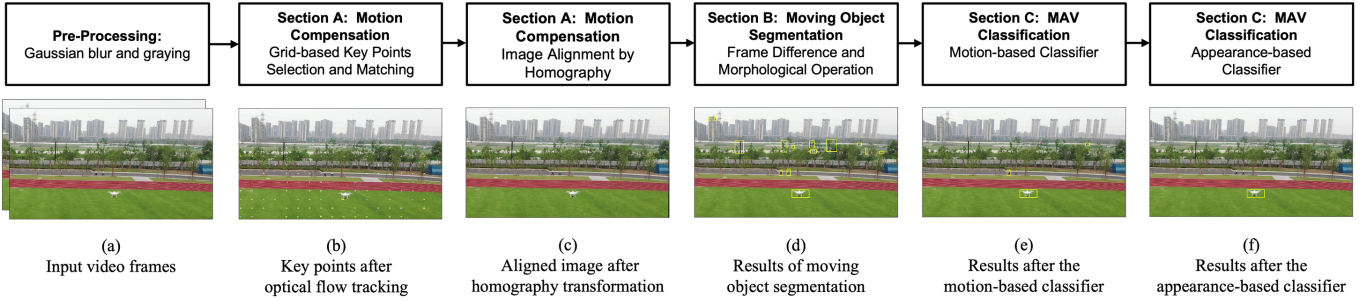 Pre-Processing:
Gaussian blur and graying
Section A: Motion
Compensation
Grid-based Key Points
Selection and Matching
Section A: Motion
Compensation
Image Alignment by
Homography
Section B: Moving Object
Segmentation
Frame Difference and
Morphological Operation
Section C: MAV
Classification
Motion-based Classifier
Section C: MAV
Classification
Appearance-based
Classifier
(a)
Input video frames
(b)
Key points after
optical flow tracking
(c)
Aligned image after
homography transformation
(d)
Results of moving
object segmentation
(e)
Results after the
motion-based classifier
(f)
Results after the
appearance-based classifier